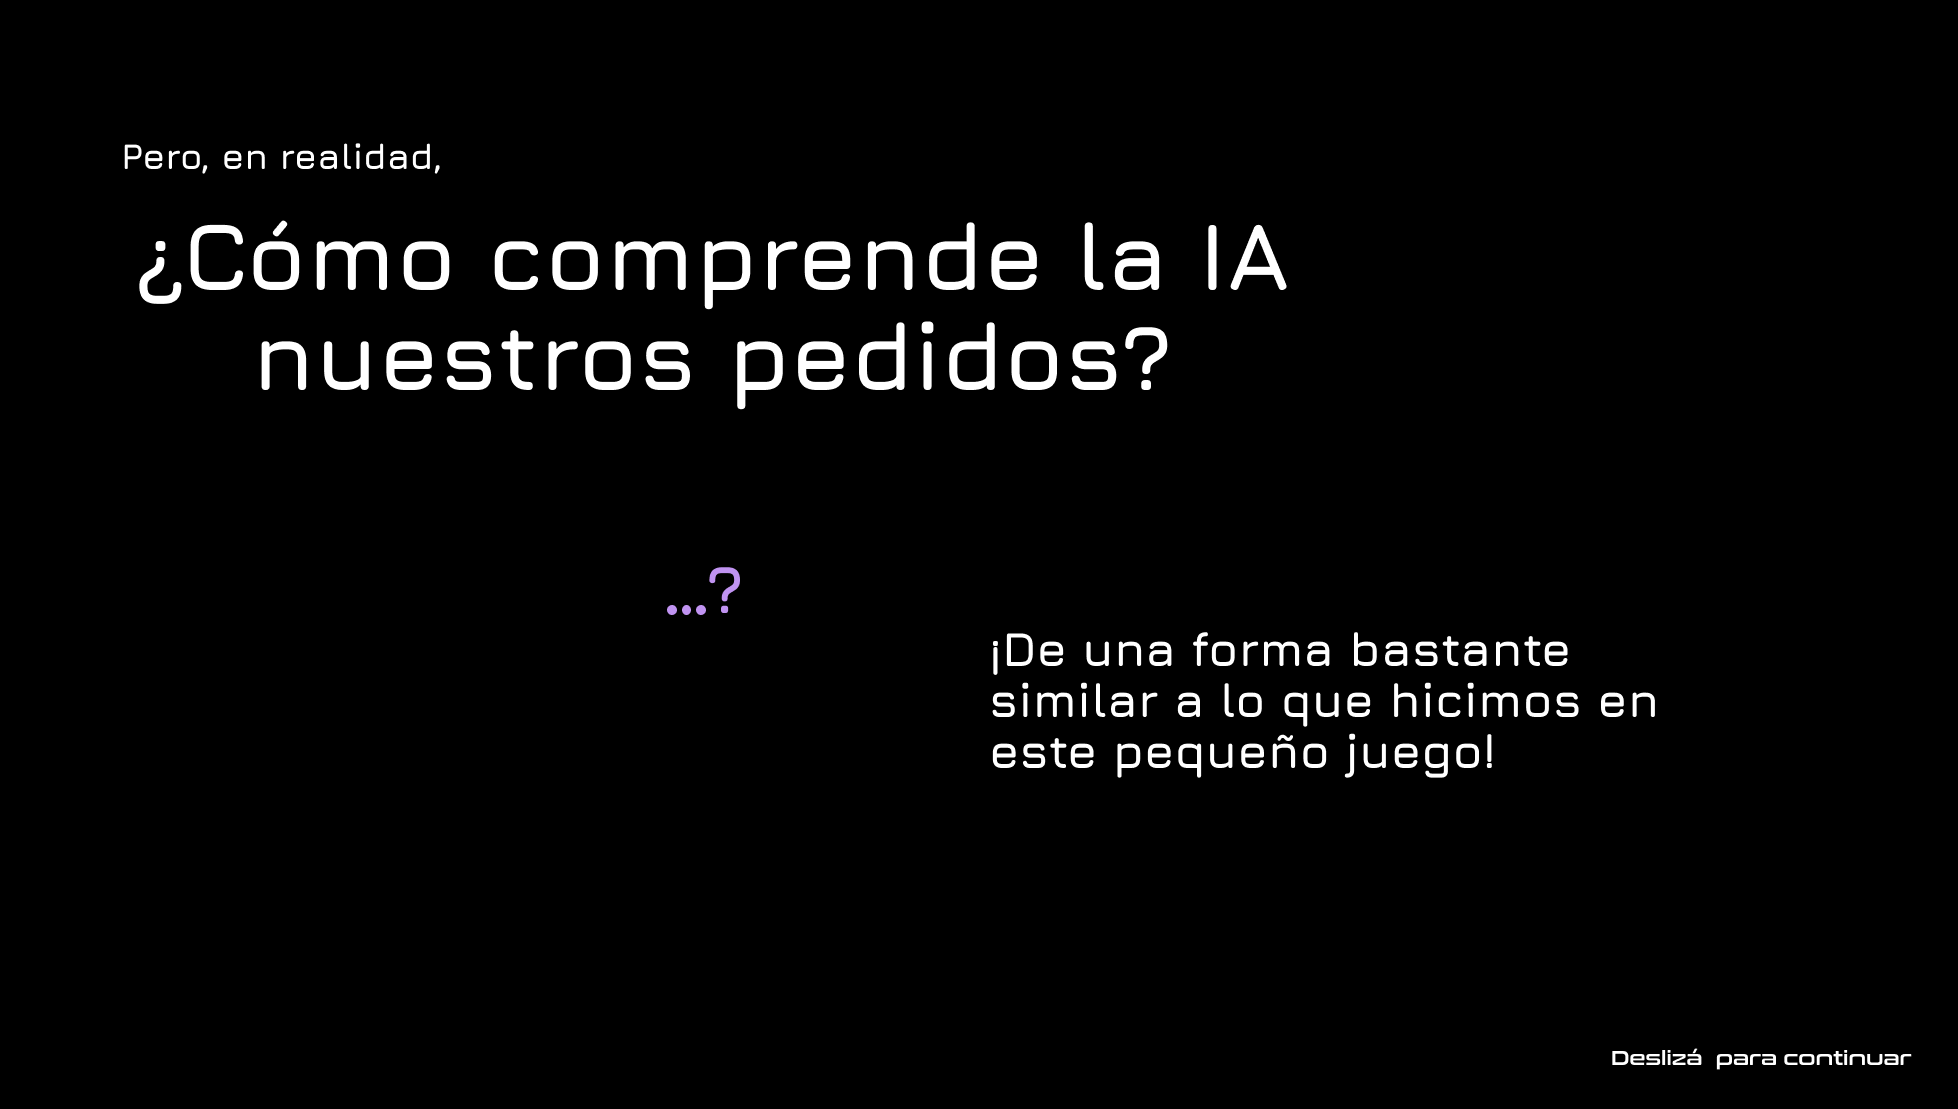 Pero, en realidad,
¿Cómo comprende la IA
nuestros pedidos?
...?
¡De una forma bastante
similar a lo que hicimos en
este pequeño juego!
Deslizá para continuar